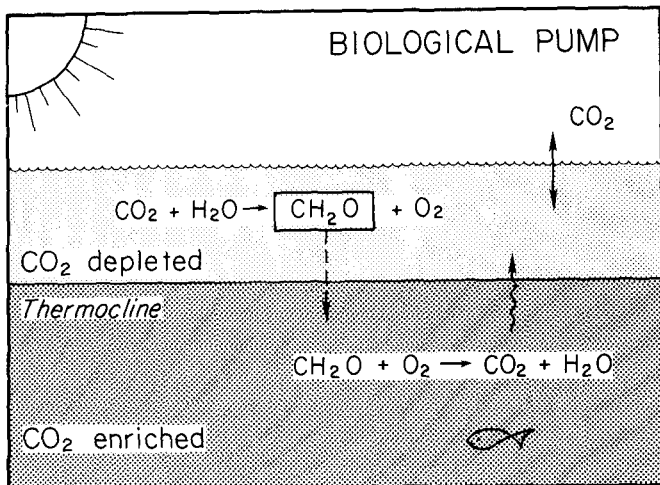 BIOLOGICAL PUMP
CO₂
CO₂ + H₂O → CH₂O + O₂
CO₂ depleted
Thermocline
CH₂O + O₂ → CO₂ + H₂O
CO₂ enriched